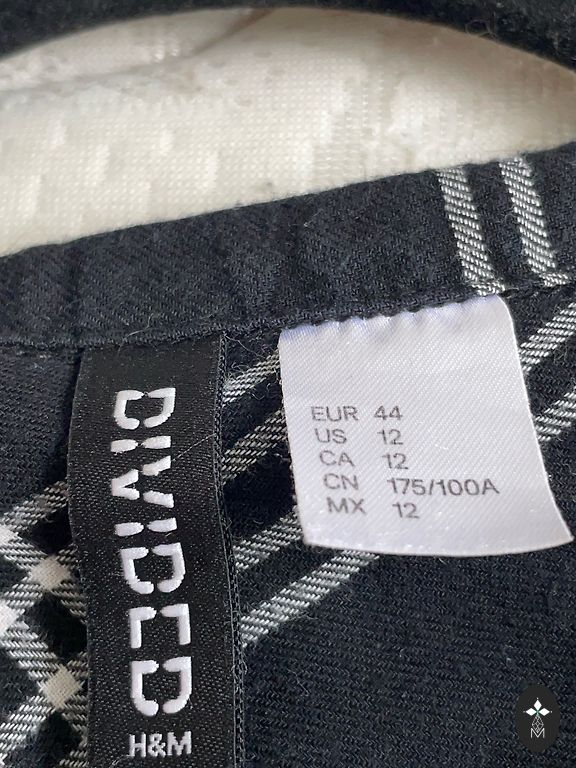 DIVIDED
H&M
EUR 44
US 12
CA 12
CN 175/100A
MX 12
M